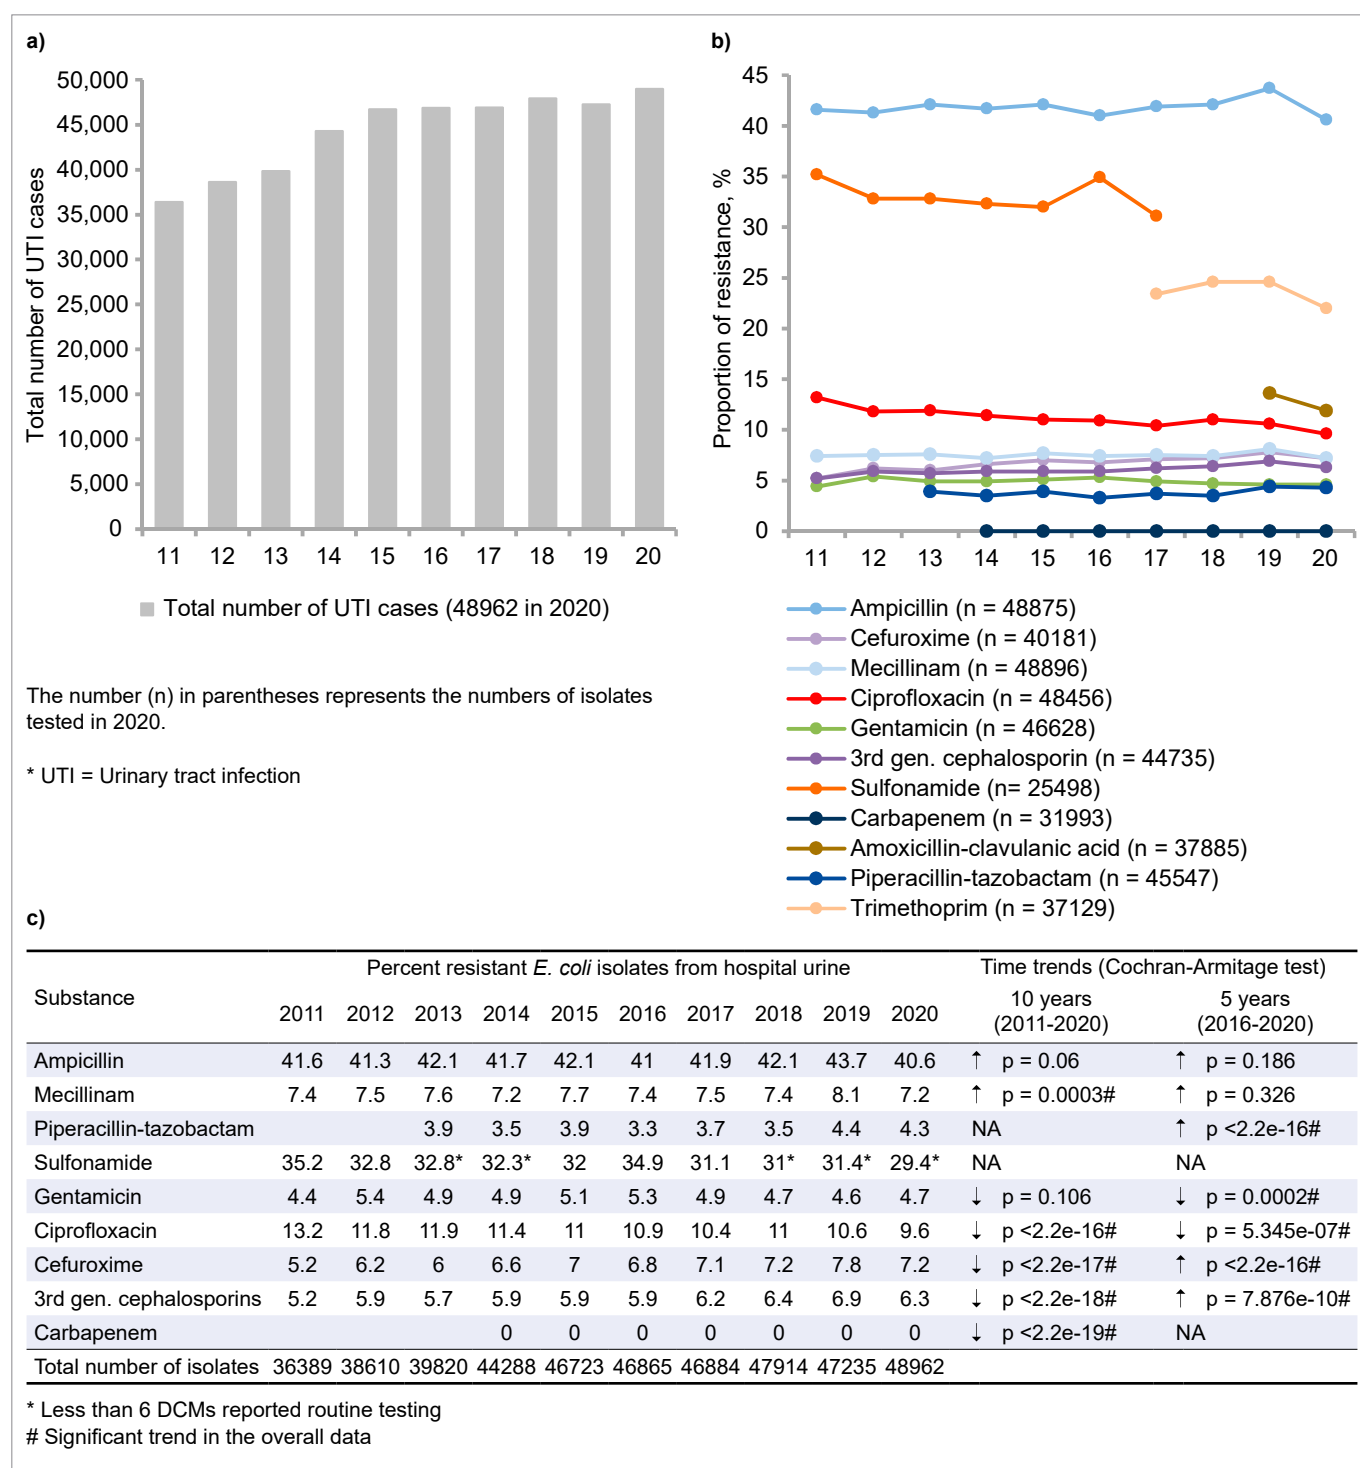 a)
Total number of UTI cases
50,000
45,000
40,000
35,000
30,000
25,000
20,000
15,000
10,000
5,000
0
11 12 13 14 15 16 17 18 19 20
Total number of UTI cases (48962 in 2020)
The number (n) in parentheses represents the numbers of isolates
tested in 2020.
* UTI = Urinary tract infection
b)
Proportion of resistance, %
45
40
35
30
25
20
15
10
5
0
11 12 13 14 15 16 17 18 19 20
Ampicillin (n = 48875)
Cefuroxime (n = 40181)
Mecillinam (n = 48896)
Ciprofloxacin (n = 48456)
Gentamicin (n = 46628)
3rd gen. cephalosporin (n = 44735)
Sulfonamide (n= 25498)
Carbapenem (n = 31993)
Amoxicillin-clavulanic acid (n = 37885)
Piperacillin-tazobactam (n = 45547)
Trimethoprim (n = 37129)
c)
Substance
Percent resistant E. coli isolates from hospital urine
Time trends (Cochran-Armitage test)
2011 2012 2013 2014 2015 2016 2017 2018 2019 2020
10 years
(2011-2020)
5 years
(2016-2020)
Ampicillin 41.6 41.3 42.1 41.7 42.1 41 41.9 42.1 43.7 40.6 ↑ p = 0.06 ↑ p = 0.186
Mecillinam 7.4 7.5 7.6 7.2 7.7 7.4 7.5 7.4 8.1 7.2 ↑ p = 0.0003# ↑ p = 0.326
Piperacillin-tazobactam 3.9 3.5 3.9 3.3 3.7 3.5 4.4 4.3 NA ↑ p <2.2e-16#
Sulfonamide 35.2 32.8 32.8* 32.3* 32 34.9 31.1 31* 31.4* 29.4* NA NA
Gentamicin 4.4 5.4 4.9 4.9 5.1 5.3 4.9 4.7 4.6 4.7 ↓ p = 0.106 ↓ p = 0.0002#
Ciprofloxacin 13.2 11.8 11.9 11.4 11 10.9 10.4 11 10.6 9.6 ↓ p <2.2e-16# ↓ p = 5.345e-07#
Cefuroxime 5.2 6.2 6 6.6 7 6.8 7.1 7.2 7.8 7.2 ↓ p <2.2e-17# ↑ p <2.2e-16#
3rd gen. cephalosporins 5.2 5.9 5.7 5.9 5.9 5.9 6.2 6.4 6.9 6.3 ↓ p <2.2e-18# ↑ p = 7.876e-10#
Carbapenem 0 0 0 0 0 0 0 ↓ p <2.2e-19# NA
Total number of isolates 36389 38610 39820 44288 46723 46865 46884 47914 47235 48962
* Less than 6 DCMs reported routine testing
# Significant trend in the overall data